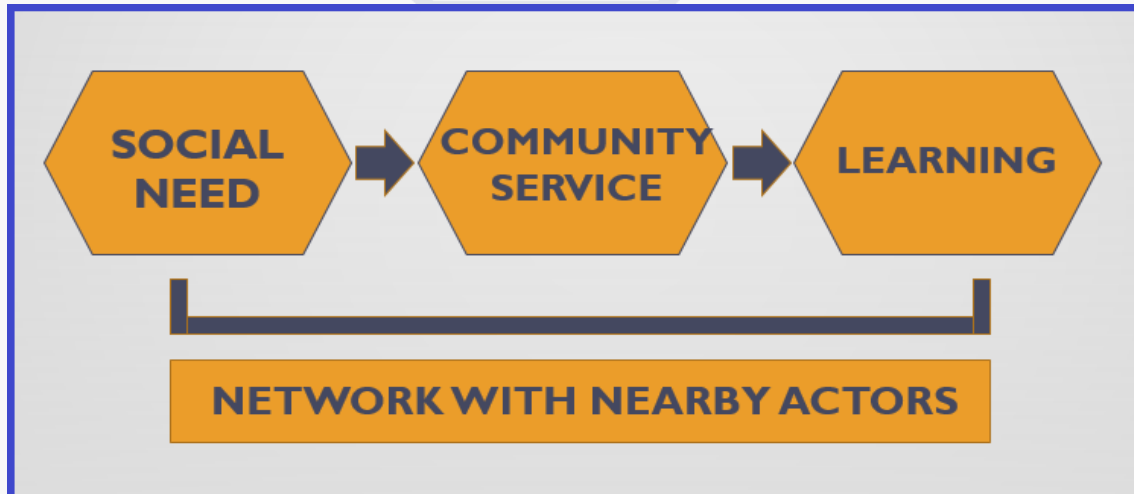 SOCIAL
NEED
COMMUNITY
SERVICE
LEARNING
NETWORK WITH NEARBY ACTORS